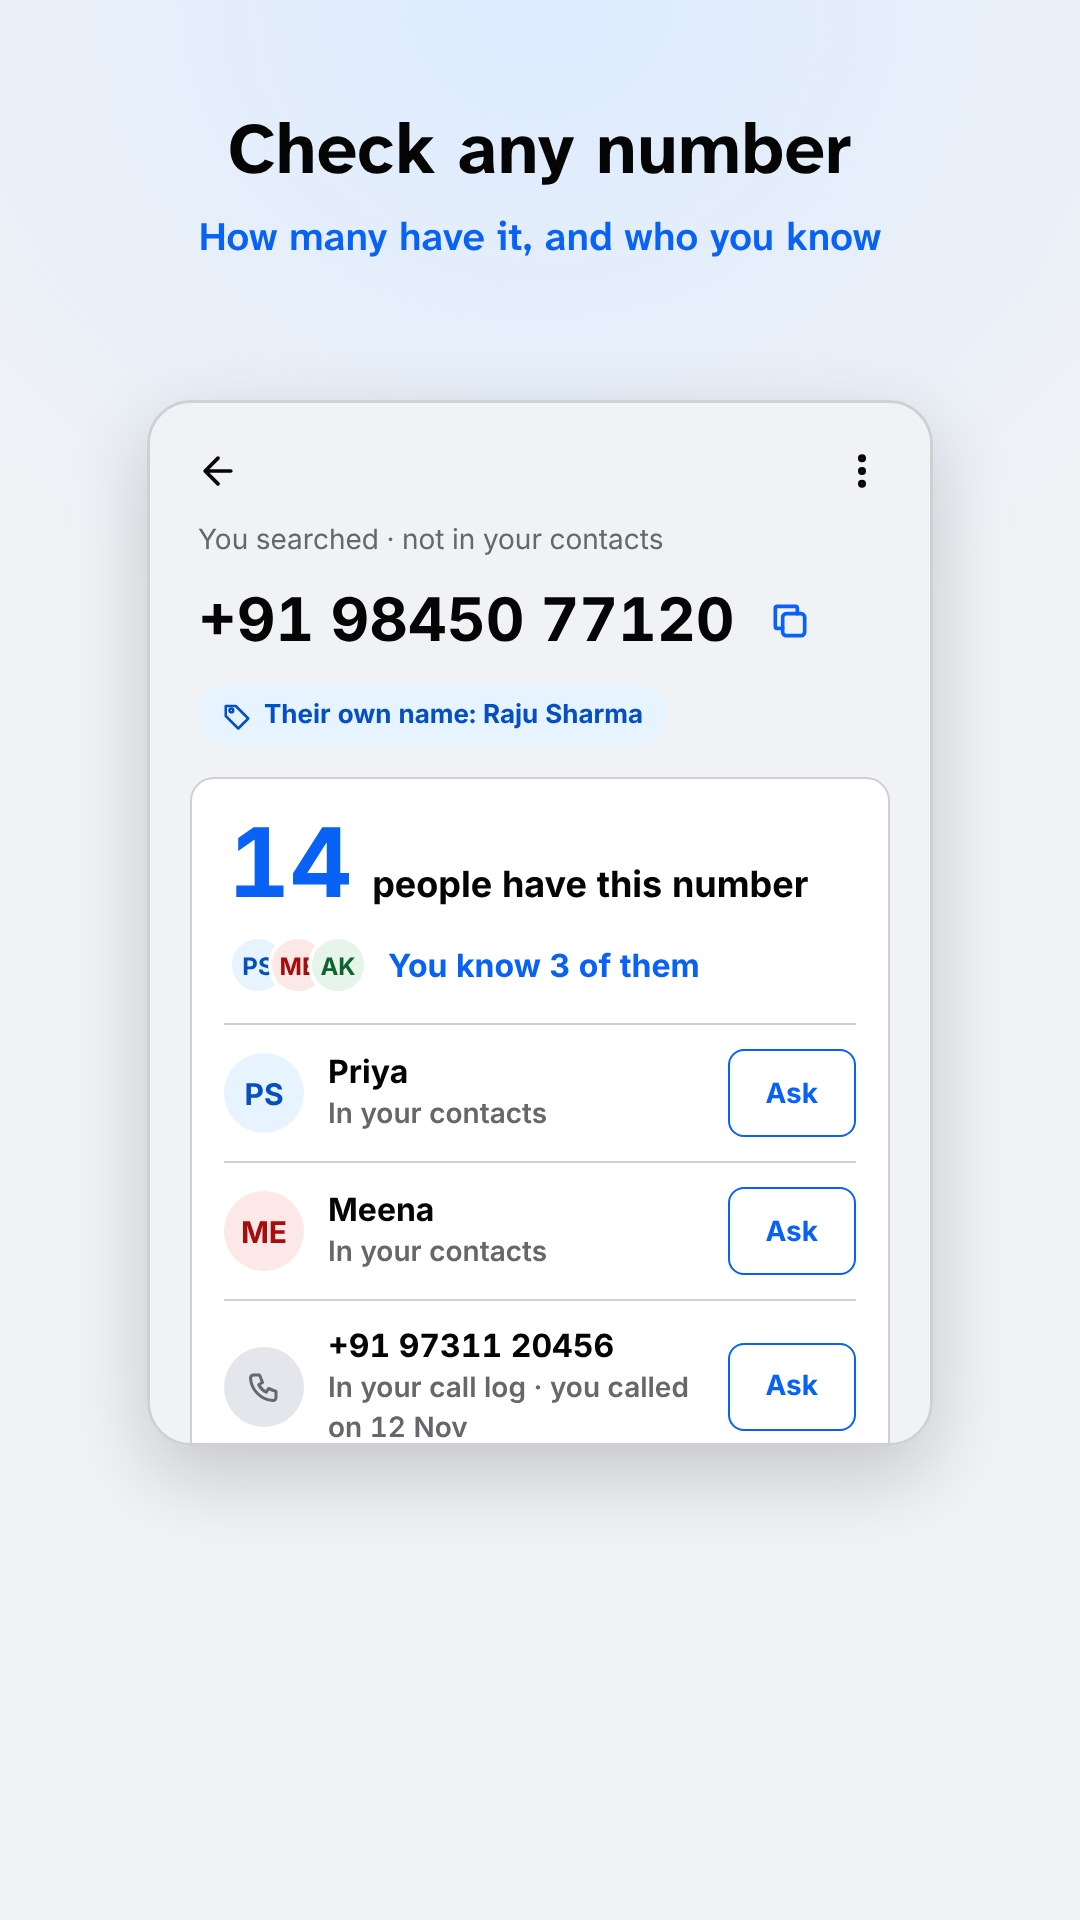 Check any number
How many have it, and who you know
You searched · not in your contacts
+91 98450 77120
Their own name: Raju Sharma
14 people have this number
PS ME AK You know 3 of them
PS Priya
In your contacts
Ask
ME Meena
In your contacts
Ask
+91 97311 20456
In your call log · you called
on 12 Nov
Ask